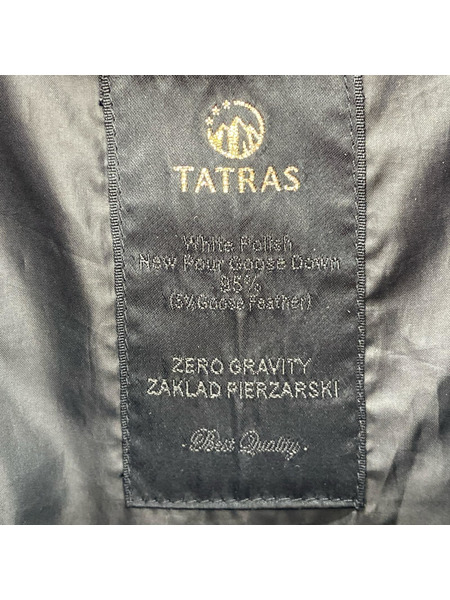 TATRAS
White Polish
New Pour Goose Down
95%
(5% Goose Feather)
ZERO GRAVITY
ZAKLAD PIERZARSKI
· Best Quality ·